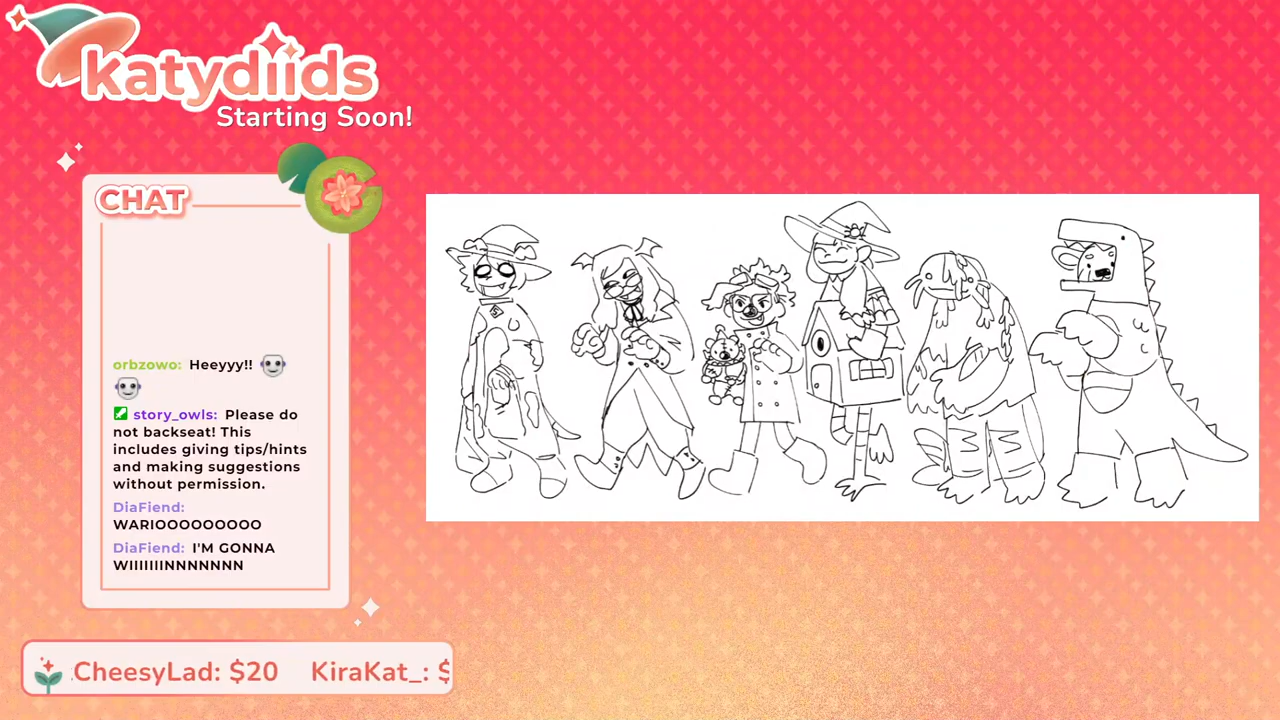 katydiids
Starting Soon!
CHAT
orbzowo: Heeyyy!!
story_owls: Please do
not backseat! This
includes giving tips/hints
and making suggestions
without permission.
DiaFiend:
WARIOOOOOOOOO
DiaFiend: I'M GONNA
WIIIIIIINNNNNNN
CheesyLad: $20 KiraKat_: $